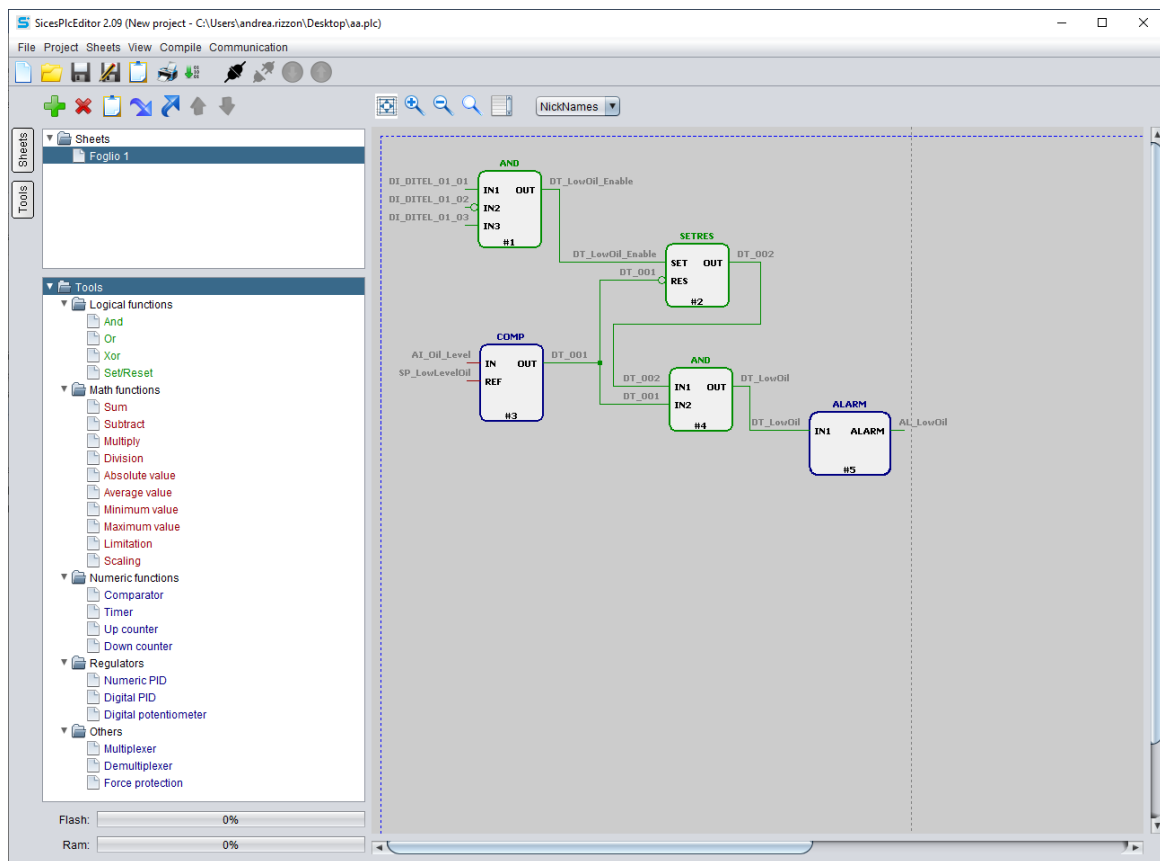 SicesPlcEditor 2.09 (New project - C:\Users\andrea.rizzon\Desktop\aa.plc)
File Project Sheets View Compile Communication
NickNames
Sheets
Tools
Sheets
Foglio 1
Tools
Logical functions
And
Or
Xor
Set/Reset
Math functions
Sum
Subtract
Multiply
Division
Absolute value
Average value
Minimum value
Maximum value
Limitation
Scaling
Numeric functions
Comparator
Timer
Up counter
Down counter
Regulators
Numeric PID
Digital PID
Digital potentiometer
Others
Multiplexer
Demultiplexer
Force protection
Flash: 0%
Ram: 0%
AND
DI_DITEL_01_01 IN1 OUT DT_LowOil_Enable
DI_DITEL_01_02 IN2
DI_DITEL_01_03 IN3
#1
SETRES
DT_LowOil_Enable SET OUT DT_002
DT_001 RES
#2
COMP
AI_Oil_Level IN OUT DT_001
SP_LowLevelOil REF
#3
AND
DT_002 IN1 OUT DT_LowOil
DT_001 IN2
#4
ALARM
DT_LowOil IN1 ALARM AL_LowOil
#5